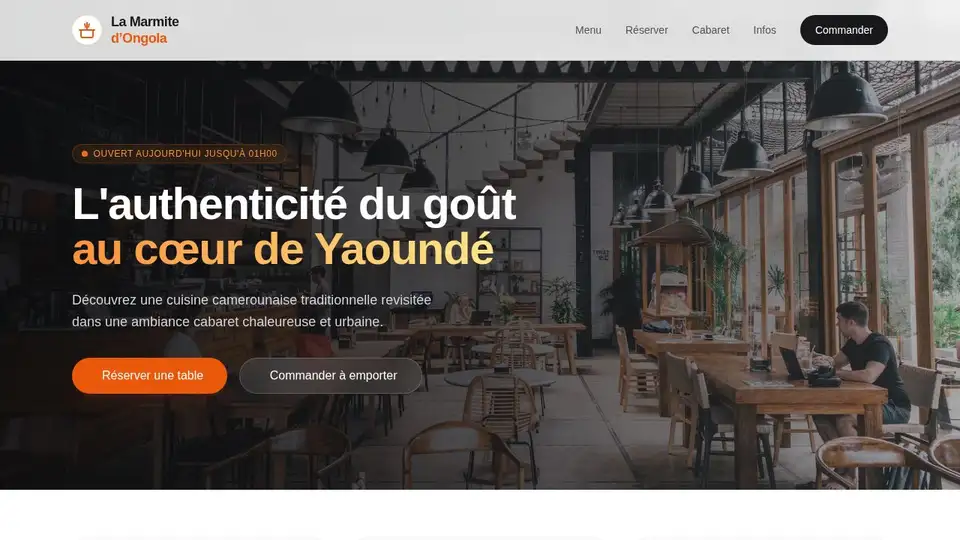 La Marmite
d'Ongola
Menu
Réserver
Cabaret
Infos
Commander
OUVERT AUJOURD'HUI JUSQU'À 01H00
L'authenticité du goût
au cœur de Yaoundé
Découvrez une cuisine camerounaise traditionnelle revisitée
dans une ambiance cabaret chaleureuse et urbaine.
Réserver une table
Commander à emporter